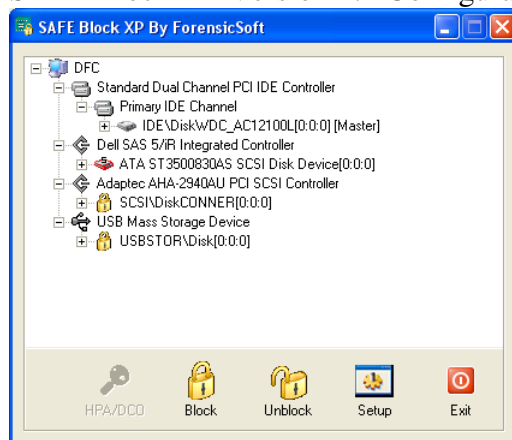 SAFE Block XP By ForensicSoft
DFC
Standard Dual Channel PCI IDE Controller
Primary IDE Channel
IDE\DiskWDC_AC12100L[0:0:0] [Master]
Dell SAS 5/iR Integrated Controller
ATA ST3500830AS SCSI Disk Device[0:0:0]
Adaptec AHA-2940AU PCI SCSI Controller
SCSI\DiskCONNER[0:0:0]
USB Mass Storage Device
USBSTOR\Disk[0:0:0]
HPA/DCO Block Unblock Setup Exit